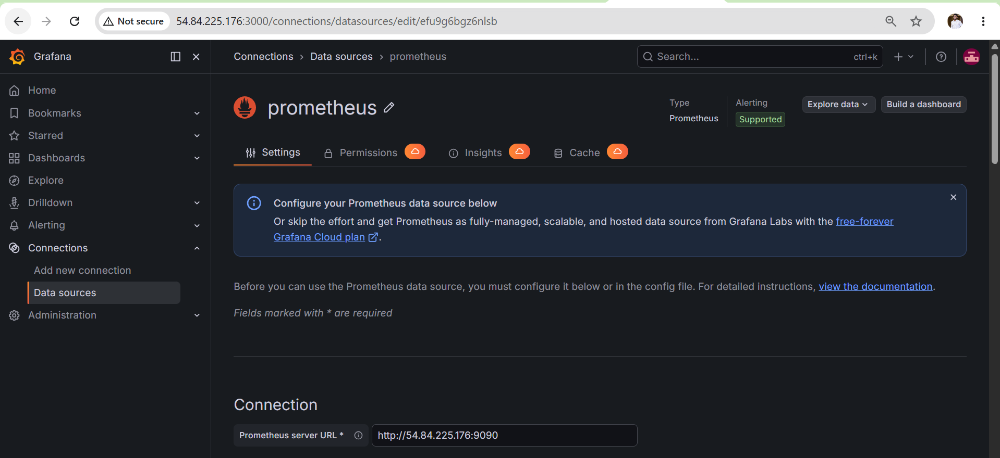 Not secure 54.84.225.176:3000/connections/datasources/edit/efu9g6bgz6nlsb
Grafana
Connections › Data sources › prometheus
Search... ctrl+k
Home
Bookmarks
Starred
Dashboards
Explore
Drilldown
Alerting
Connections
Add new connection
Data sources
Administration
prometheus
Type
Prometheus
Alerting
Supported
Explore data
Build a dashboard
Settings Permissions Insights Cache
Configure your Prometheus data source below
Or skip the effort and get Prometheus as fully-managed, scalable, and hosted data source from Grafana Labs with the free-forever
Grafana Cloud plan.
Before you can use the Prometheus data source, you must configure it below or in the config file. For detailed instructions, view the documentation.
Fields marked with * are required
Connection
Prometheus server URL * http://54.84.225.176:9090